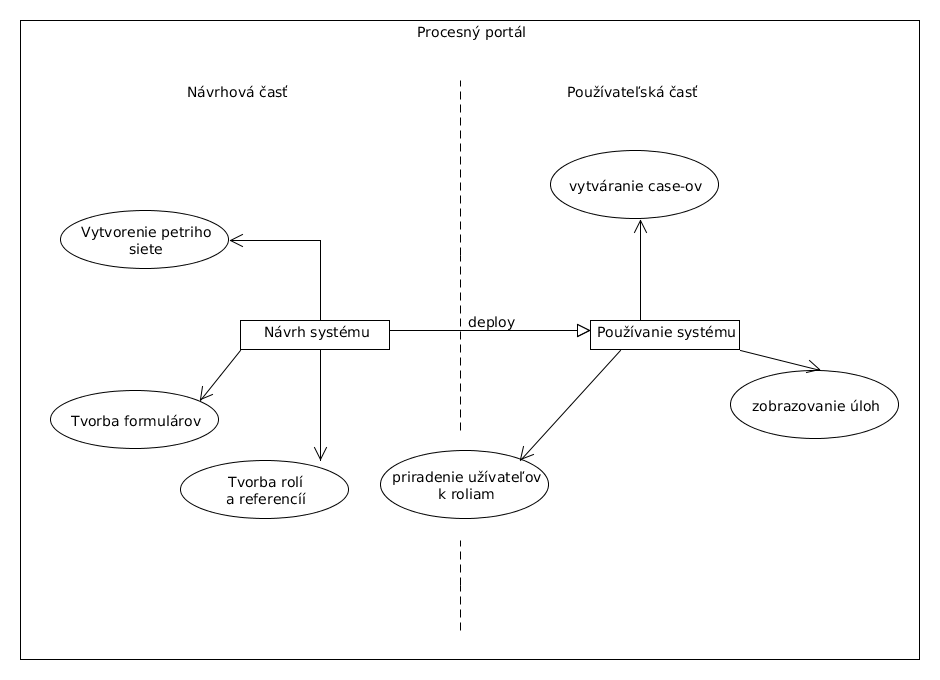 Procesný portál
Návrhová časť
Používateľská časť
vytváranie case-ov
Vytvorenie petriho
siete
Návrh systému
deploy
Používanie systému
Tvorba formulárov
zobrazovanie úloh
Tvorba rolí
a referencíí
priradenie užívateľov
k roliam